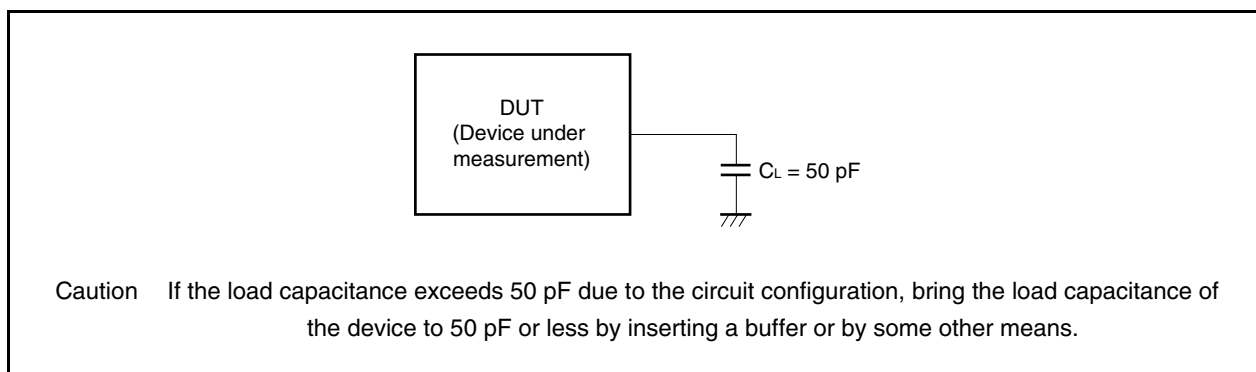 DUT
(Device under
measurement)
CL = 50 pF
Caution If the load capacitance exceeds 50 pF due to the circuit configuration, bring the load capacitance of
the device to 50 pF or less by inserting a buffer or by some other means.